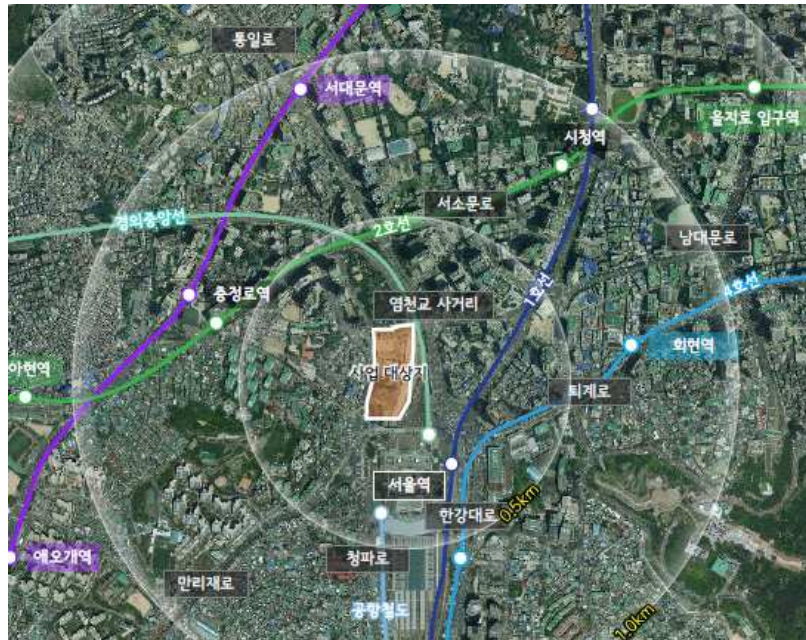 통일로
서대문역
을지로 입구역
시청역
서소문로
경의중앙선
2호선
남대문로
1호선
4호선
충정로역
염천교 사거리
회현역
사업 대상지
아현역
퇴계로
서울역
한강대로
0.5km
애오개역
청파로
만리재로
공항철도
1.0km